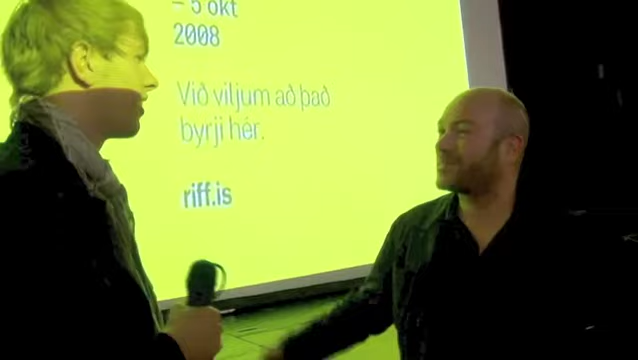 – 5 okt
2008
Við viljum að það
byrji hér.
riff.is